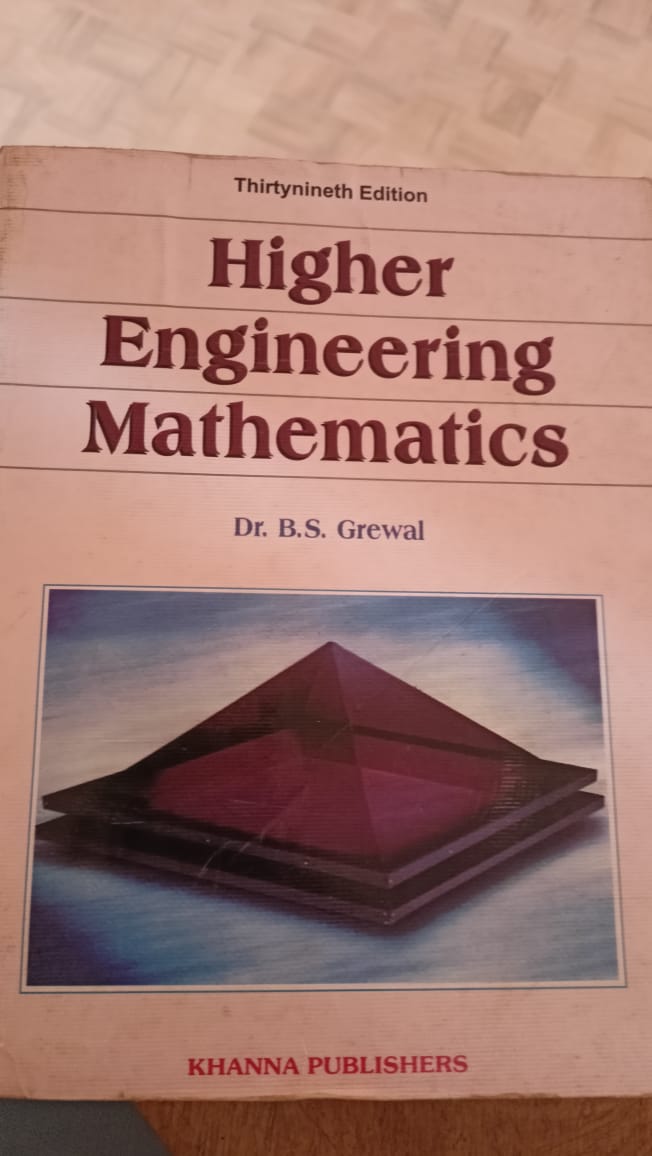 Thirtynineth Edition
Higher
Engineering
Mathematics
Dr. B.S. Grewal
KHANNA PUBLISHERS